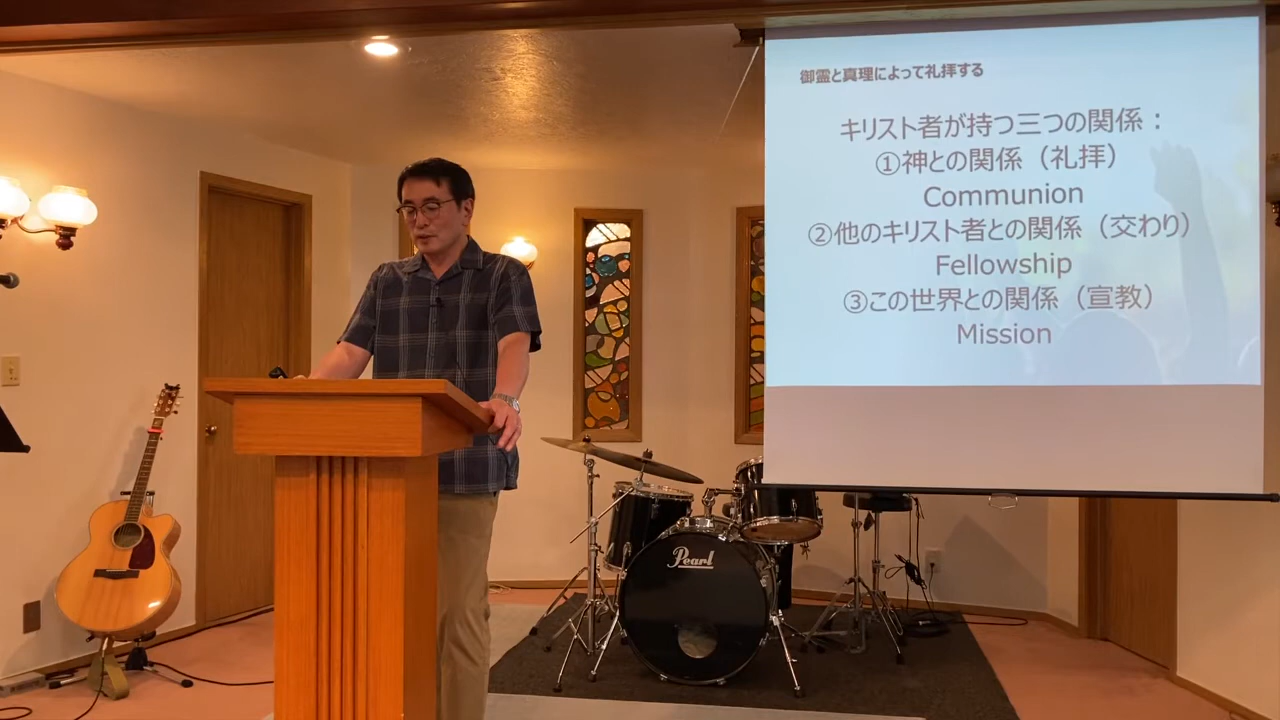 御霊と真理によって礼拝する
キリスト者が持つ三つの関係：
①神との関係（礼拝）
Communion
②他のキリスト者との関係（交わり）
Fellowship
③この世界との関係（宣教）
Mission
Pearl